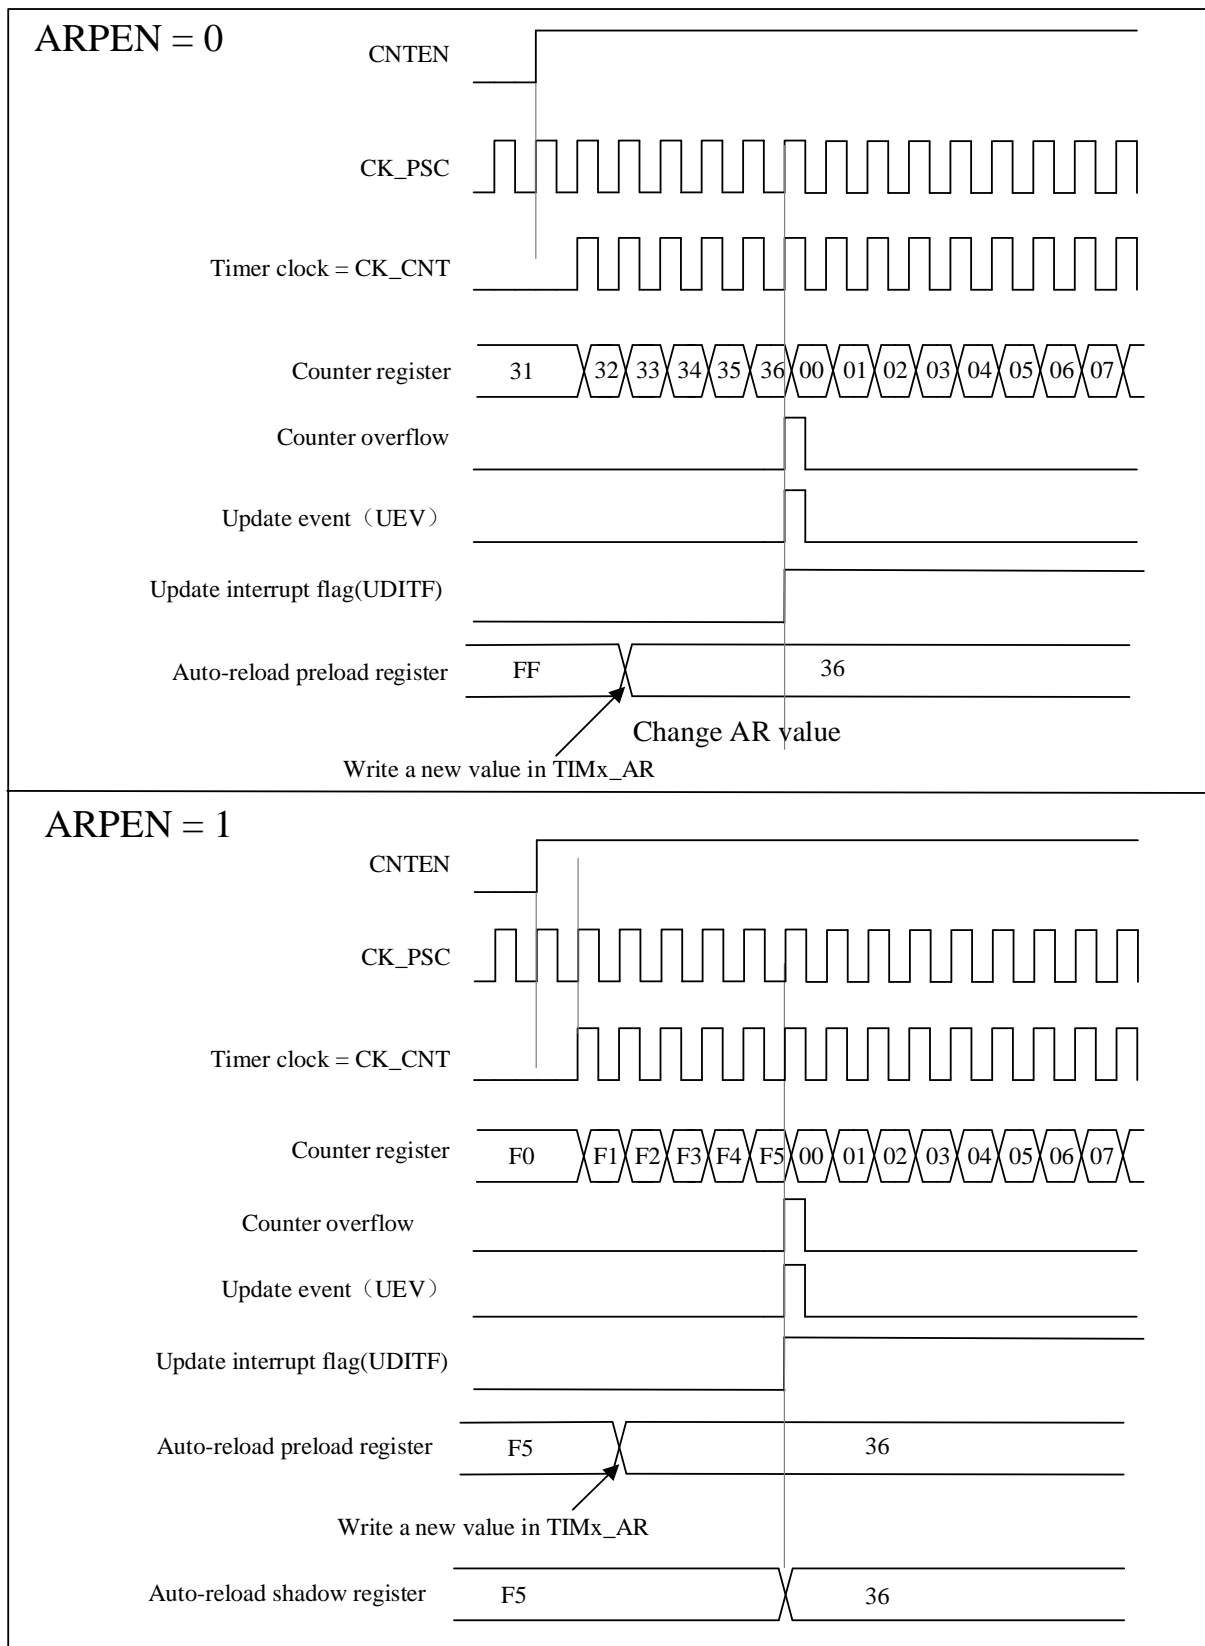 ARPEN = 0
CNTEN
CK_PSC
Timer clock = CK_CNT
Counter register 31 32 33 34 35 36 00 01 02 03 04 05 06 07
Counter overflow
Update event（UEV）
Update interrupt flag(UDITF)
Auto-reload preload register FF 36
Change AR value
Write a new value in TIMx_AR
ARPEN = 1
CNTEN
CK_PSC
Timer clock = CK_CNT
Counter register F0 F1 F2 F3 F4 F5 00 01 02 03 04 05 06 07
Counter overflow
Update event（UEV）
Update interrupt flag(UDITF)
Auto-reload preload register F5 36
Write a new value in TIMx_AR
Auto-reload shadow register F5 36